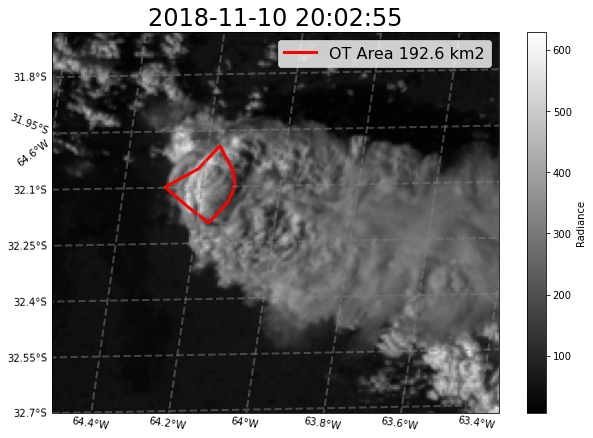 2018-11-10 20:02:55
OT Area 192.6 km2
31.8°S
31.95°S
64.6°W
32.1°S
32.25°S
32.4°S
32.55°S
32.7°S
64.4°W
64.2°W
64°W
63.8°W
63.6°W
63.4°W
600
500
400
300
200
100
Radiance